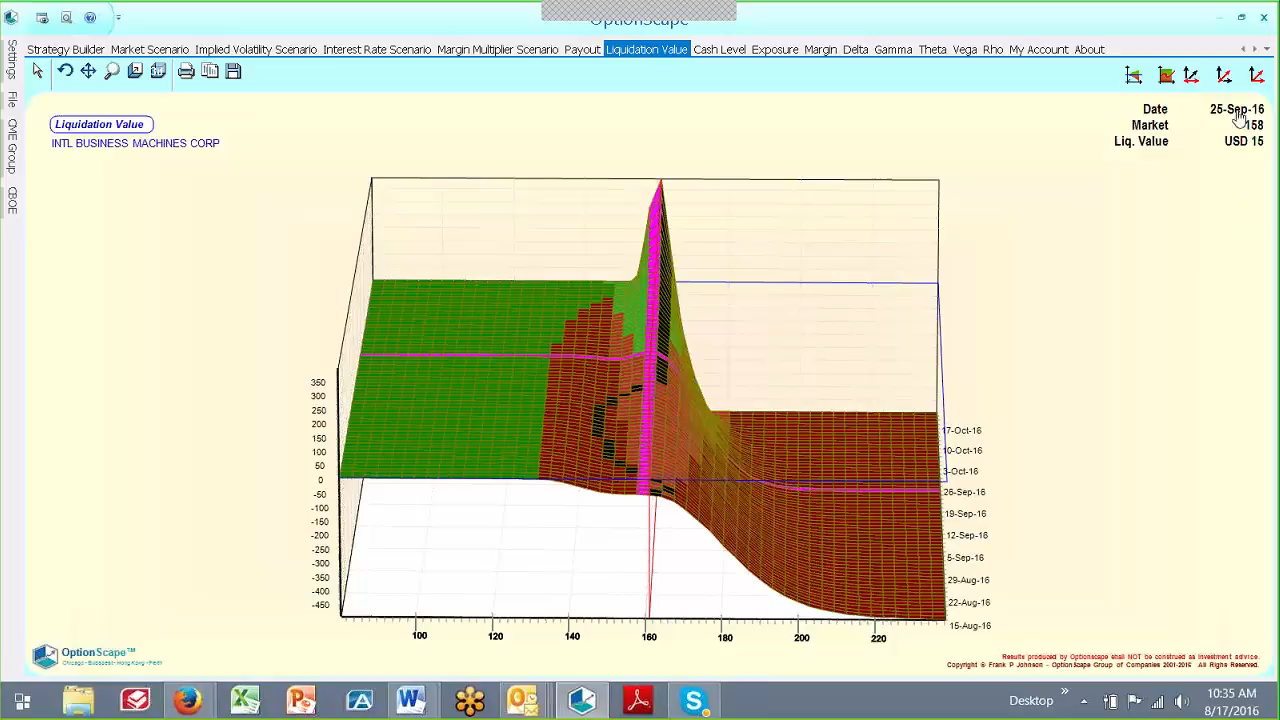 OptionScape
Strategy Builder Market Scenario Implied Volatility Scenario Interest Rate Scenario Margin Multiplier Scenario Payout Liquidation Value Cash Level Exposure Margin Delta Gamma Theta Vega Rho My Account About
Settings
File
CME Group
CBOE
Date 25-Sep-16
Market 158
Liq. Value USD 15
Liquidation Value
INTL BUSINESS MACHINES CORP
350
300
250
200
150
100
50
0
-50
-100
-150
-200
-250
-300
-350
-400
-450
17-Oct-16
10-Oct-16
3-Oct-16
26-Sep-16
19-Sep-16
12-Sep-16
5-Sep-16
29-Aug-16
22-Aug-16
15-Aug-16
100 120 140 160 180 200 220
OptionScape™
Chicago - Budapest - Hong Kong - Perth
Results produced by Optionscape shall NOT be construed as investment advice.
Copyright © Frank P Johnson - OptionScape Group of Companies 2001-2016 All Rights Reserved.
Desktop
10:35 AM
8/17/2016